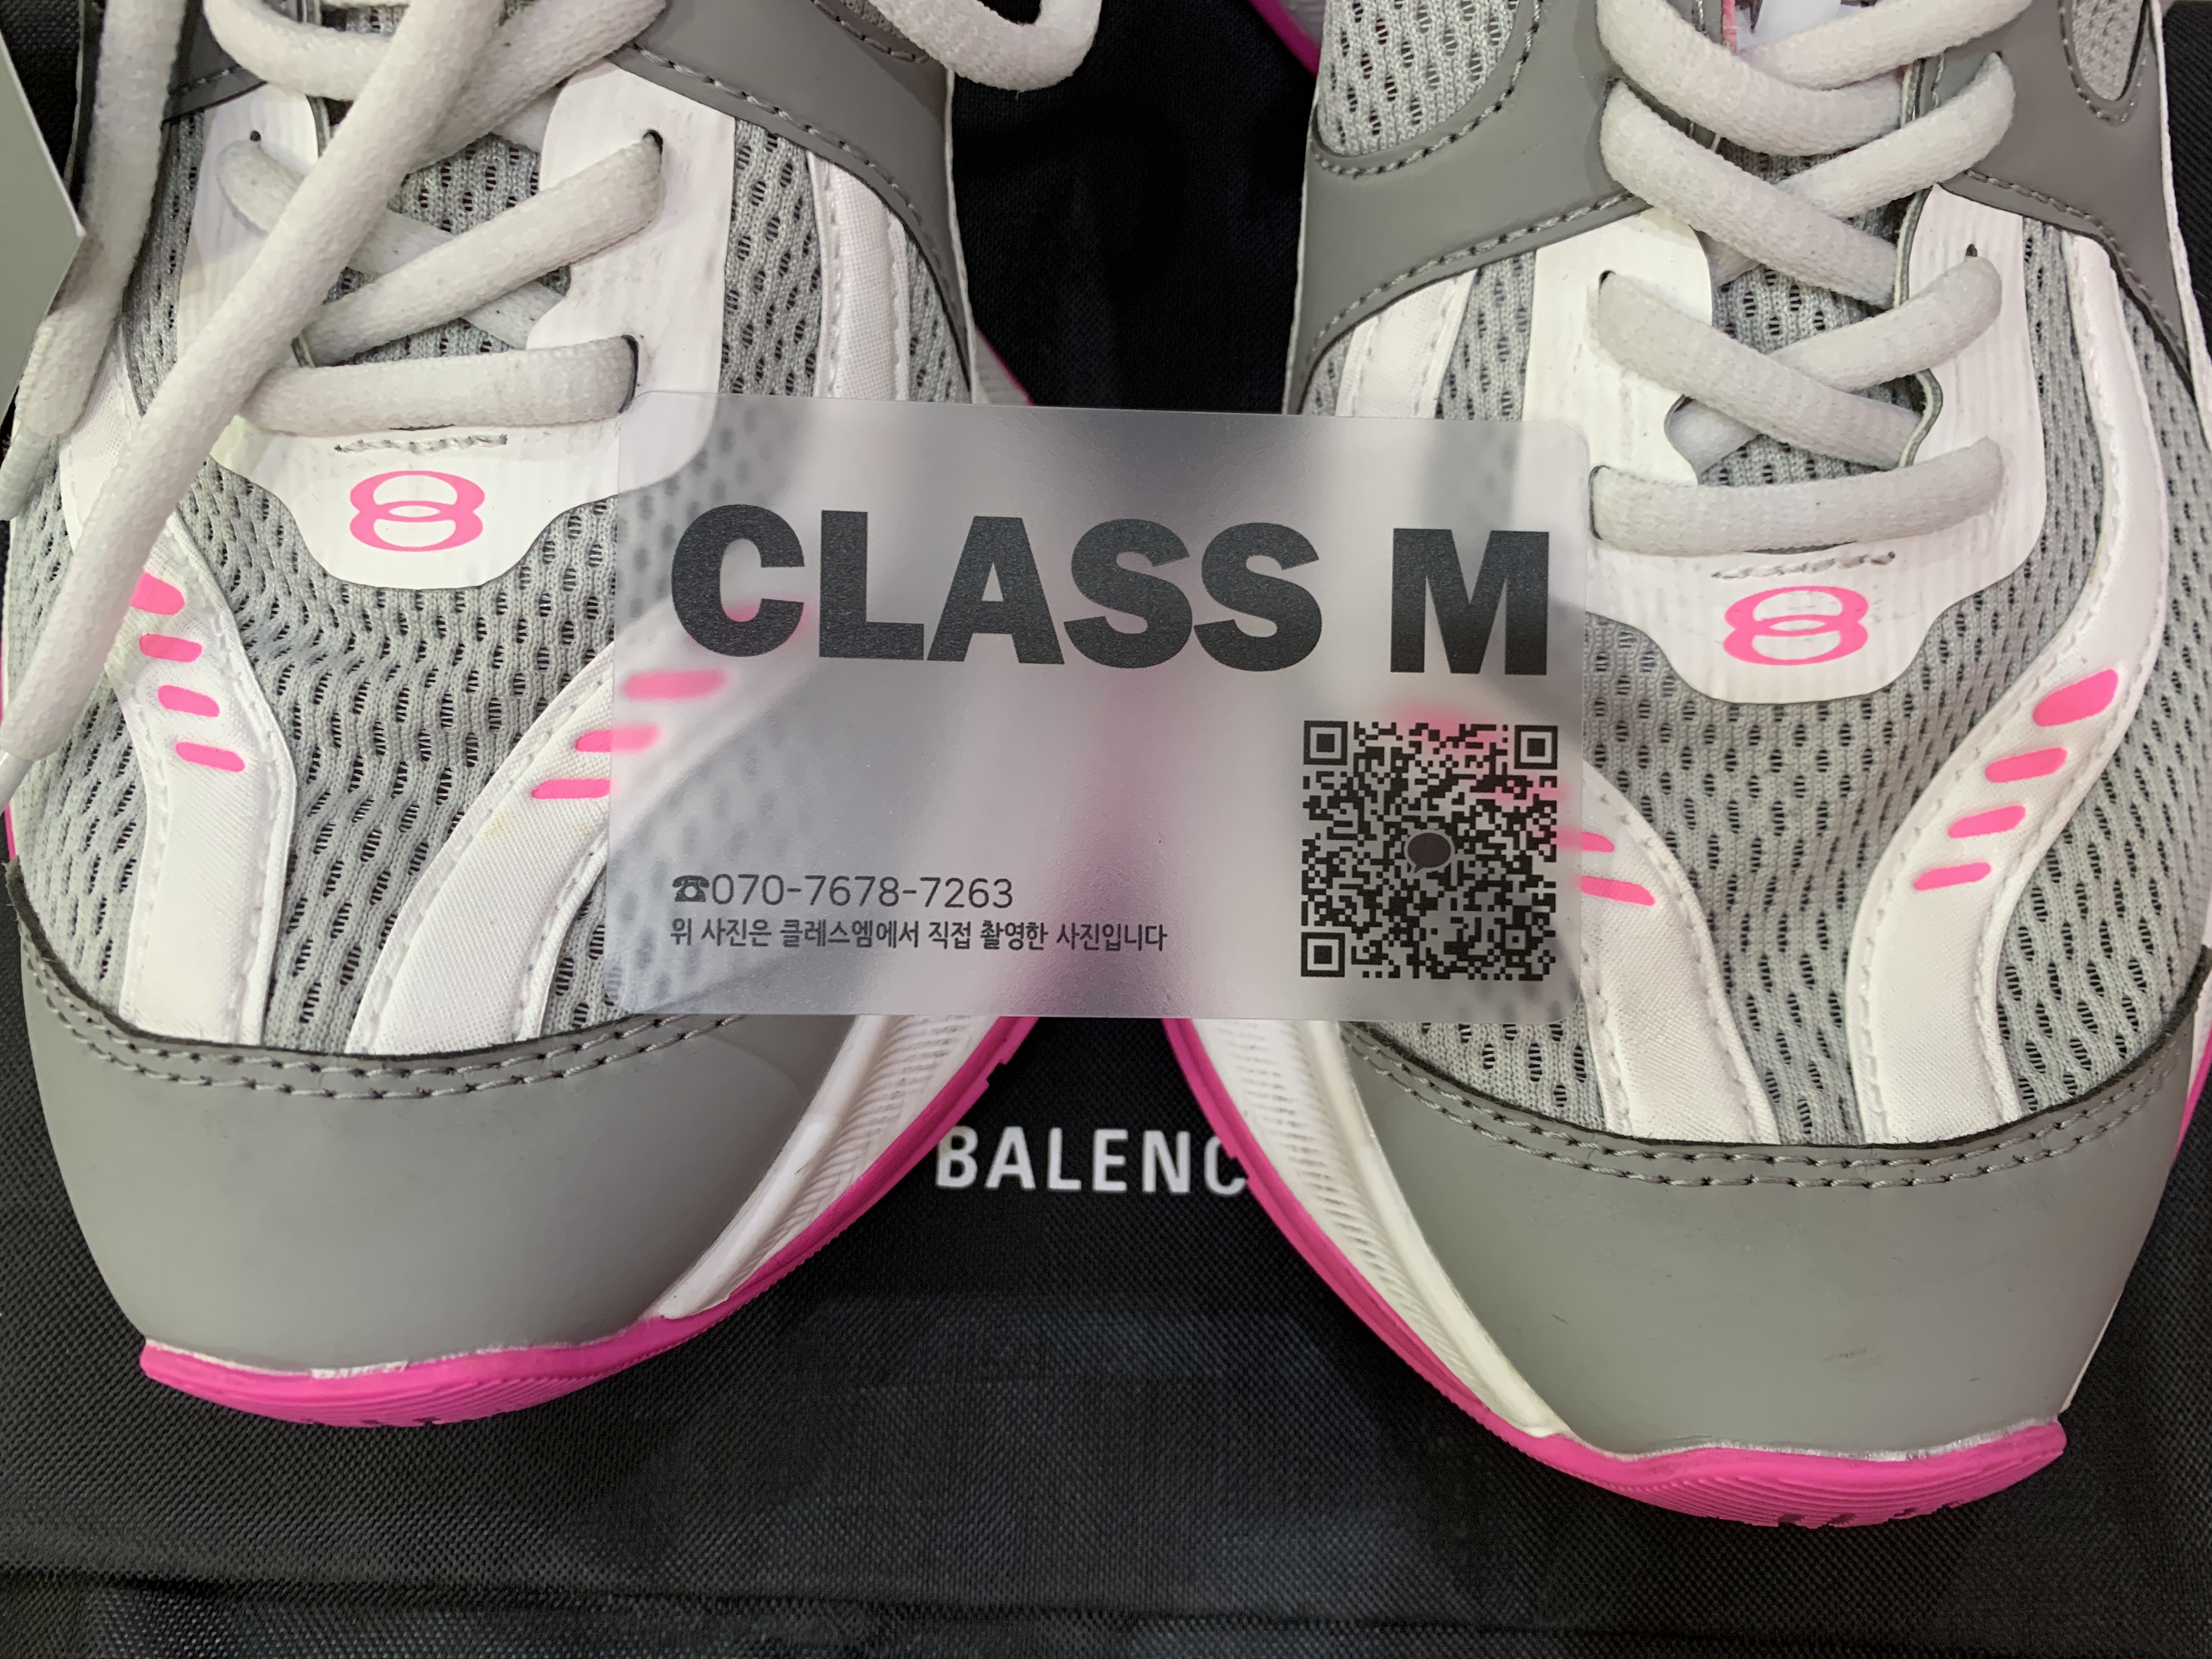 CLASS M
☎070-7678-7263
위 사진은 클레스엠에서 직접 촬영한 사진입니다
BALENC